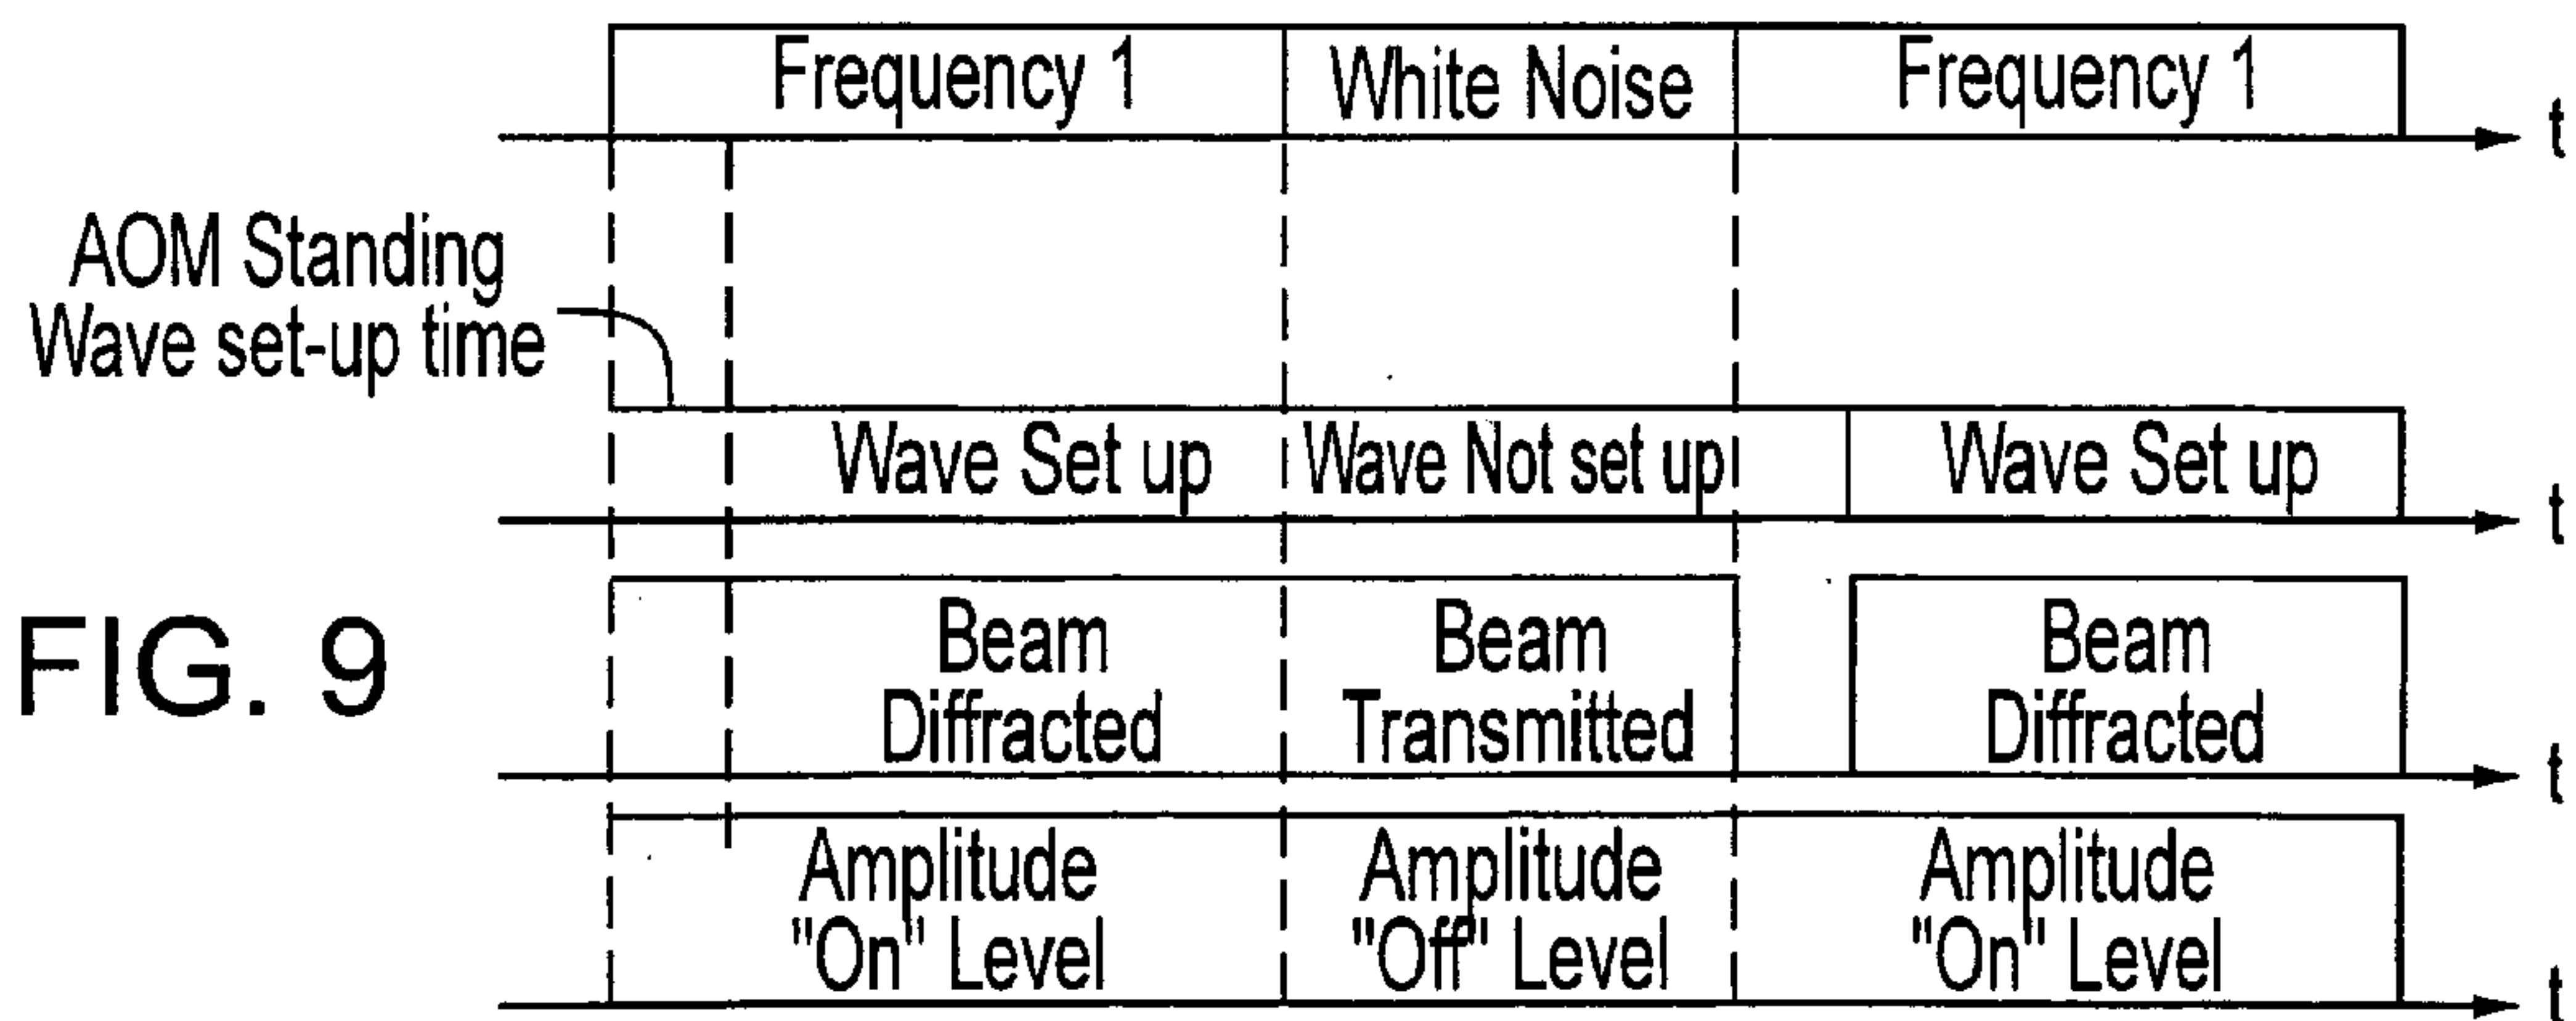 Frequency 1 White Noise Frequency 1
t
AOM Standing
Wave set-up time
Wave Set up Wave Not set up Wave Set up
t
FIG. 9
Beam Beam Beam
Diffracted Transmitted Diffracted
t
Amplitude Amplitude Amplitude
"On" Level "Off" Level "On" Level
t